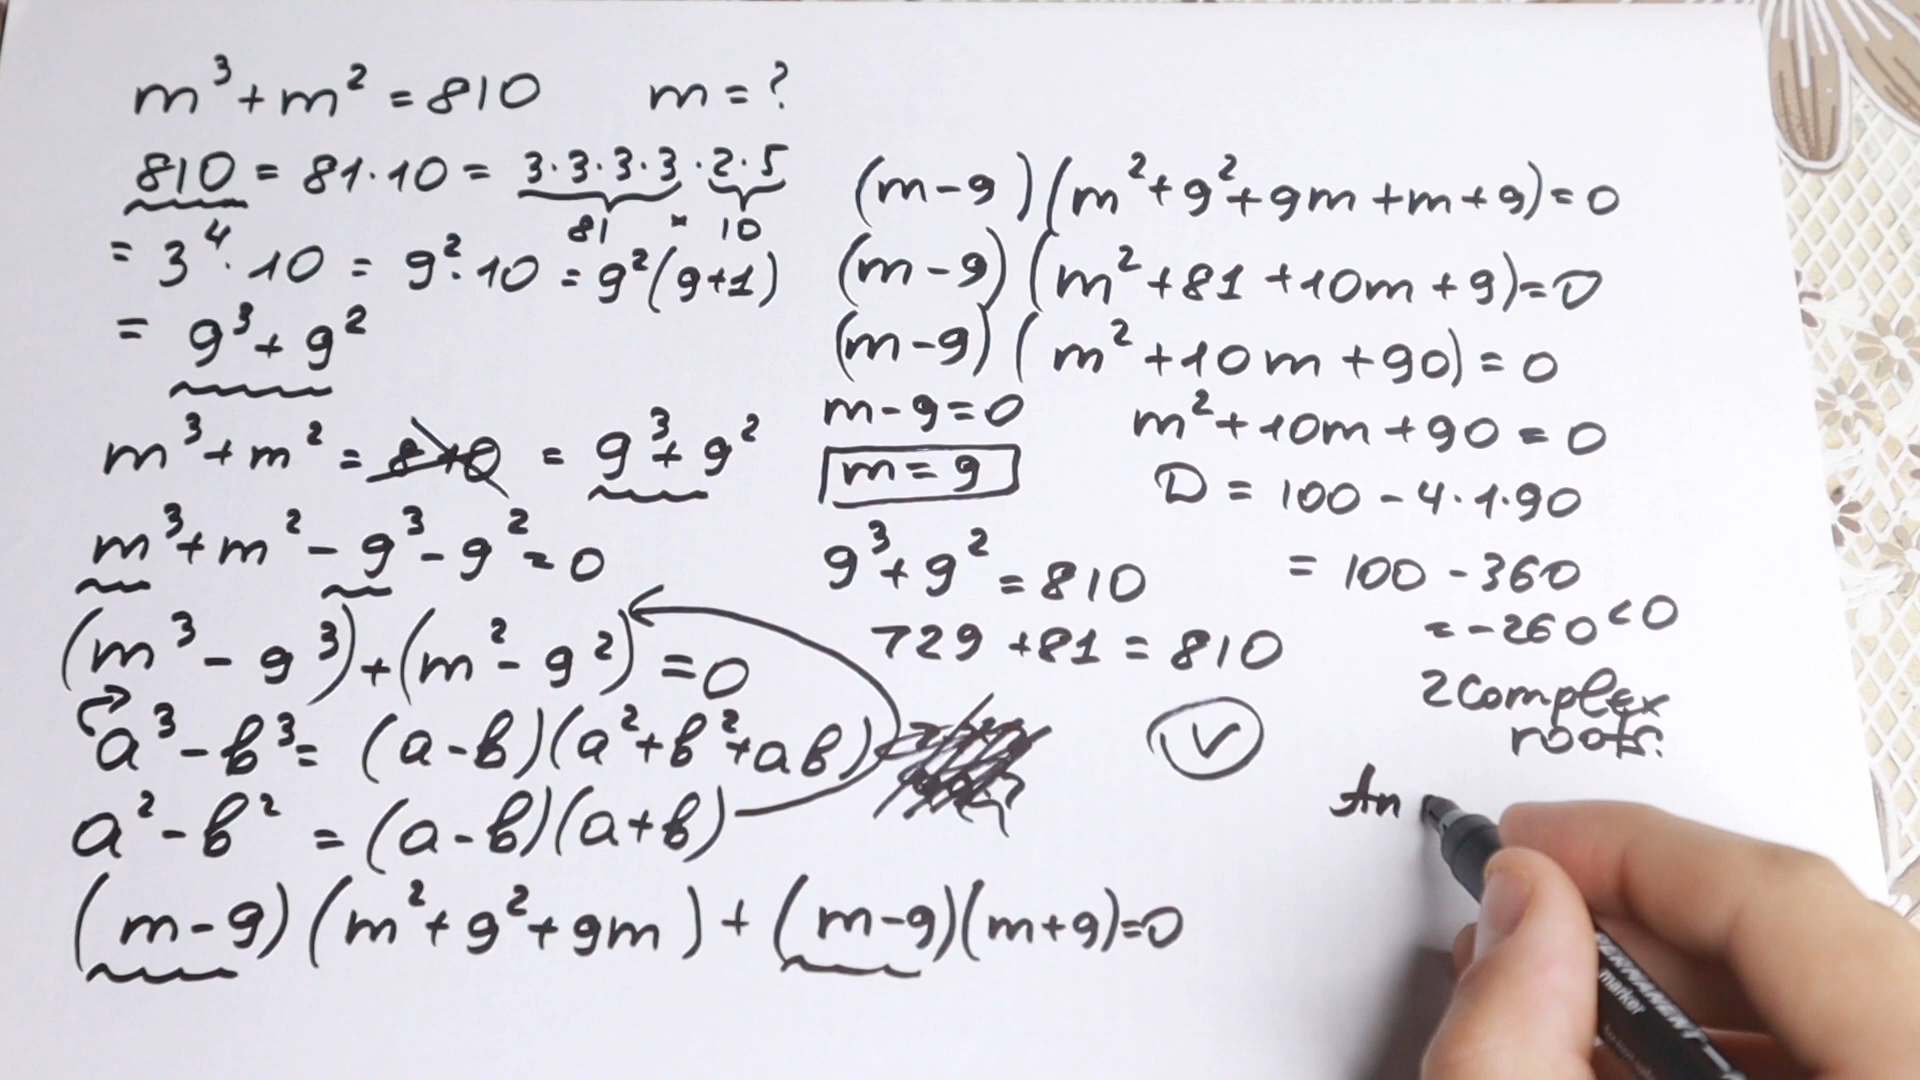 m³+m²=810 m=?
810 = 81·10 = 3·3·3·3·2·5
81 × 10
= 3⁴·10 = 9²·10 = 9²(9+1)
= 9³+9²
m³+m² = 810 = 9³+9²
m³+m²-9³-9²=0
(m³-9³)+(m²-9²)=0
a³-b³= (a-b)(a²+b²+ab)
a²-b² = (a-b)(a+b)
(m-9)(m²+9²+9m)+(m-9)(m+9)=0
(m-9)(m²+9²+9m+m+9)=0
(m-9)(m²+81+10m+9)=0
(m-9)(m²+10m+90)=0
m-9=0
m=9
9³+9²=810
729+81=810
V
m²+10m+90=0
D = 100-4·1·90
= 100-360
=-260<0
2 complex
roots.
An
PERMANENT
marker